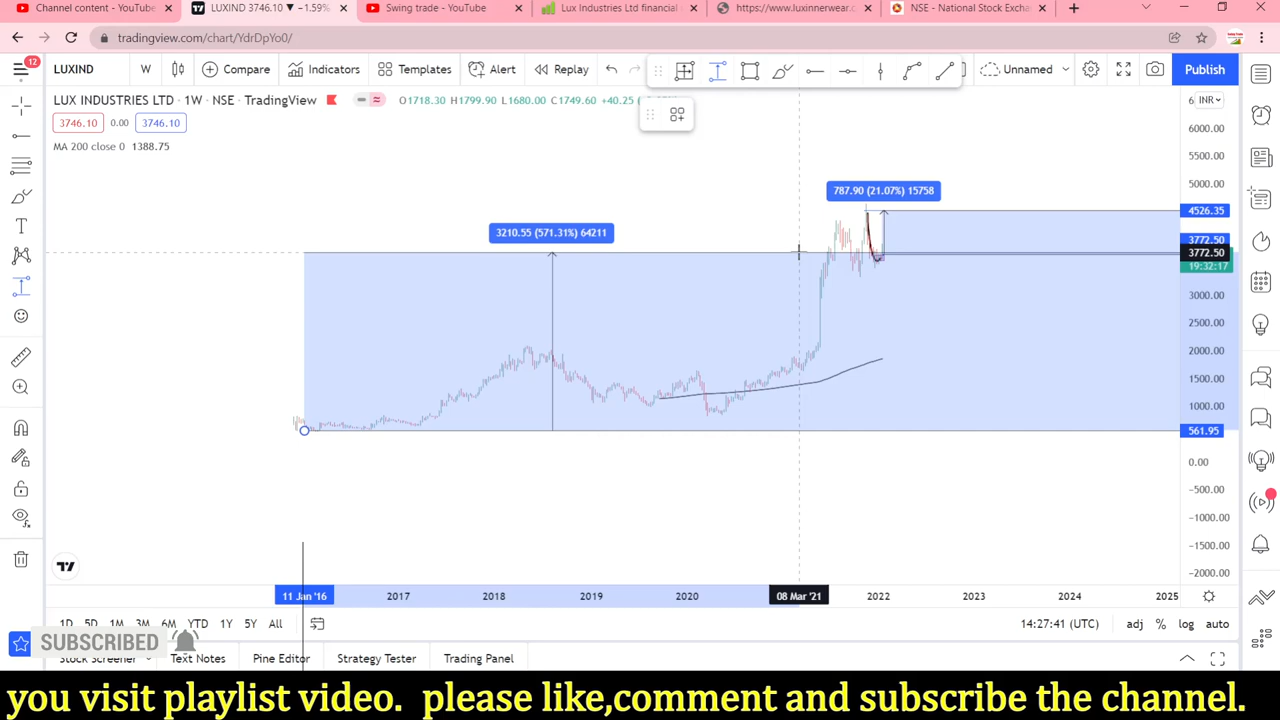 Channel content - YouTube
LUXIND 3746.10 ▼ −1.59%
Swing trade - YouTube
Lux Industries Ltd financial
https://www.luxinnerwear.c
NSE - National Stock Exchan
tradingview.com/chart/YdrDpYo0/
12
LUXIND
W
Compare
Indicators
Templates
Alert
Replay
Unnamed
Publish
LUX INDUSTRIES LTD · 1W · NSE · TradingView
O1718.30 H1799.90 L1680.00 C1749.60 +40.25
INR
3746.10 0.00 3746.10
6000.00
MA 200 close 0 1388.75
5500.00
5000.00
787.90 (21.07%) 15758
4526.35
3210.55 (571.31%) 64211
3772.50
3772.50
19:32:17
3000.00
2500.00
2000.00
1500.00
1000.00
561.95
0.00
−500.00
−1000.00
−1500.00
−2000.00
11 Jan '16
2017
2018
2019
2020
08 Mar '21
2022
2023
2024
2025
1D 5D 1M 3M 6M YTD 1Y 5Y All
14:27:41 (UTC)
adj % log auto
SUBSCRIBED
Stock Screener
Text Notes
Pine Editor
Strategy Tester
Trading Panel
you visit playlist video. please like,comment and subscribe the channel.